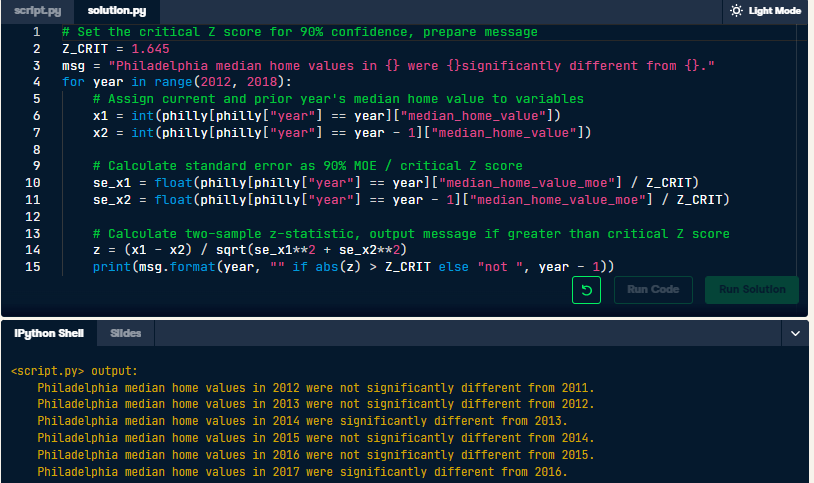 script.py solution.py Light Mode
1 # Set the critical Z score for 90% confidence, prepare message
2 Z_CRIT = 1.645
3 msg = "Philadelphia median home values in {} were {}significantly different from {}."
4 for year in range(2012, 2018):
5 # Assign current and prior year's median home value to variables
6 x1 = int(philly[philly["year"] == year]["median_home_value"])
7 x2 = int(philly[philly["year"] == year - 1]["median_home_value"])
8
9 # Calculate standard error as 90% MOE / critical Z score
10 se_x1 = float(philly[philly["year"] == year]["median_home_value_moe"] / Z_CRIT)
11 se_x2 = float(philly[philly["year"] == year - 1]["median_home_value_moe"] / Z_CRIT)
12
13 # Calculate two-sample z-statistic, output message if greater than critical Z score
14 z = (x1 - x2) / sqrt(se_x1**2 + se_x2**2)
15 print(msg.format(year, "" if abs(z) > Z_CRIT else "not ", year - 1))
Run Code Run Solution
IPython Shell Slides
<script.py> output:
Philadelphia median home values in 2012 were not significantly different from 2011.
Philadelphia median home values in 2013 were not significantly different from 2012.
Philadelphia median home values in 2014 were significantly different from 2013.
Philadelphia median home values in 2015 were not significantly different from 2014.
Philadelphia median home values in 2016 were not significantly different from 2015.
Philadelphia median home values in 2017 were significantly different from 2016.